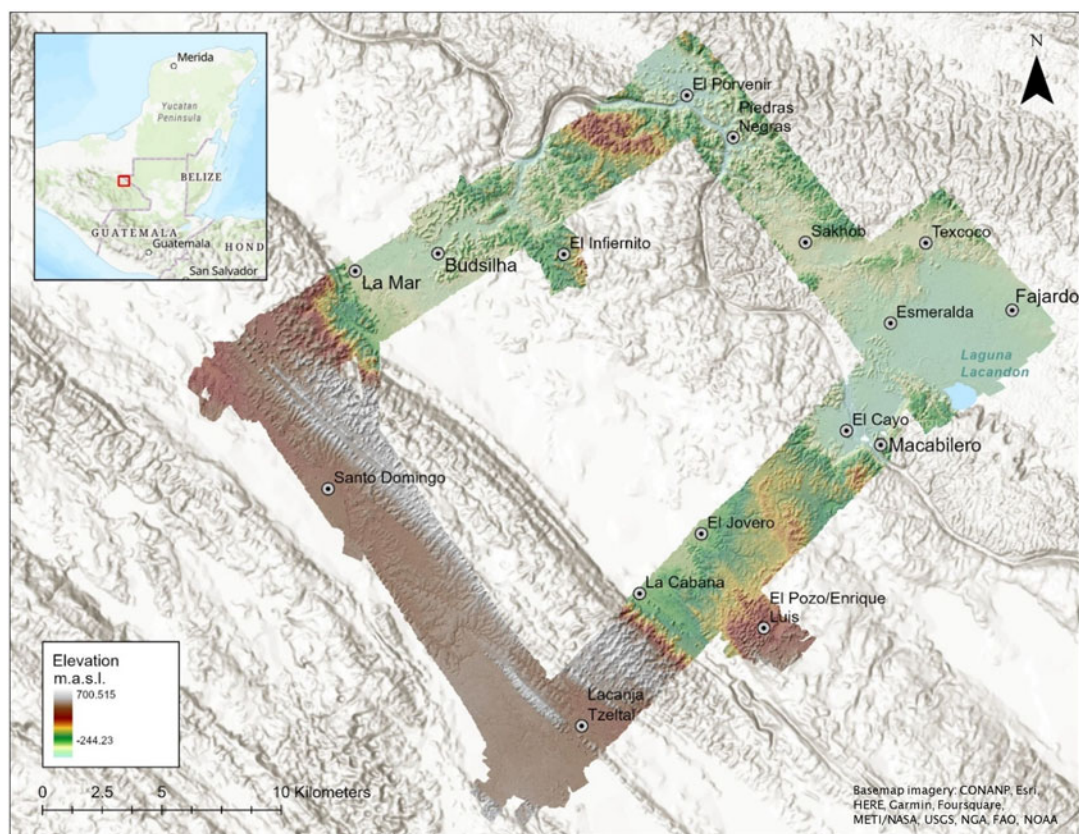 Merida
Yucatan
Peninsula
BELIZE
GUATEMALA
Guatemala
HOND
San Salvador
N
El Porvenir
Piedras
Negras
Sakhob
Texcoco
El Infiernito
Budsilha
La Mar
Fajardo
Esmeralda
Laguna
Lacandon
El Cayo
Macabilero
Santo Domingo
El Jovero
La Cabana
El Pozo/Enrique
Luis
Lacanja
Tzeltal
Elevation
m.a.s.l.
700.515
-244.23
0 2.5 5 10 Kilometers
Basemap imagery: CONANP, Esri,
HERE, Garmin, Foursquare,
METI/NASA, USGS, NGA, FAO, NOAA